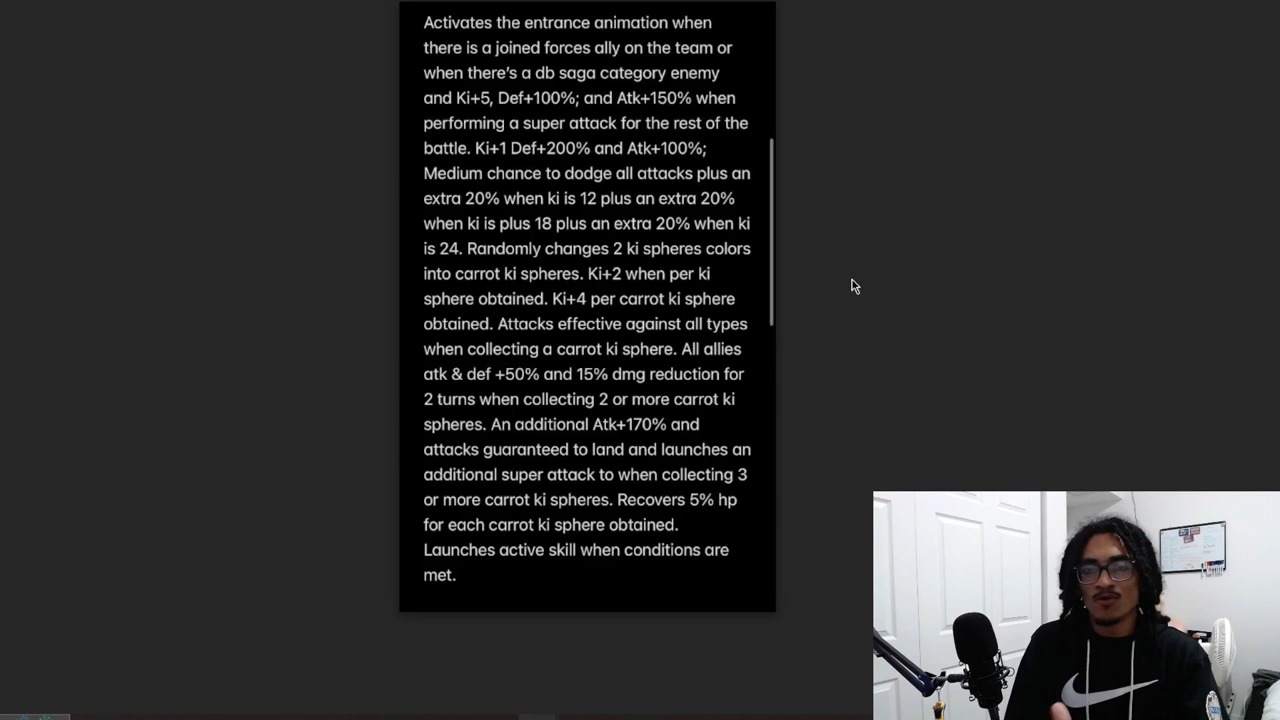 Activates the entrance animation when
there is a joined forces ally on the team or
when there's a db saga category enemy
and Ki+5, Def+100%; and Atk+150% when
performing a super attack for the rest of the
battle. Ki+1 Def+200% and Atk+100%;
Medium chance to dodge all attacks plus an
extra 20% when ki is 12 plus an extra 20%
when ki is plus 18 plus an extra 20% when ki
is 24. Randomly changes 2 ki spheres colors
into carrot ki spheres. Ki+2 when per ki
sphere obtained. Ki+4 per carrot ki sphere
obtained. Attacks effective against all types
when collecting a carrot ki sphere. All allies
atk & def +50% and 15% dmg reduction for
2 turns when collecting 2 or more carrot ki
spheres. An additional Atk+170% and
attacks guaranteed to land and launches an
additional super attack to when collecting 3
or more carrot ki spheres. Recovers 5% hp
for each carrot ki sphere obtained.
Launches active skill when conditions are
met.